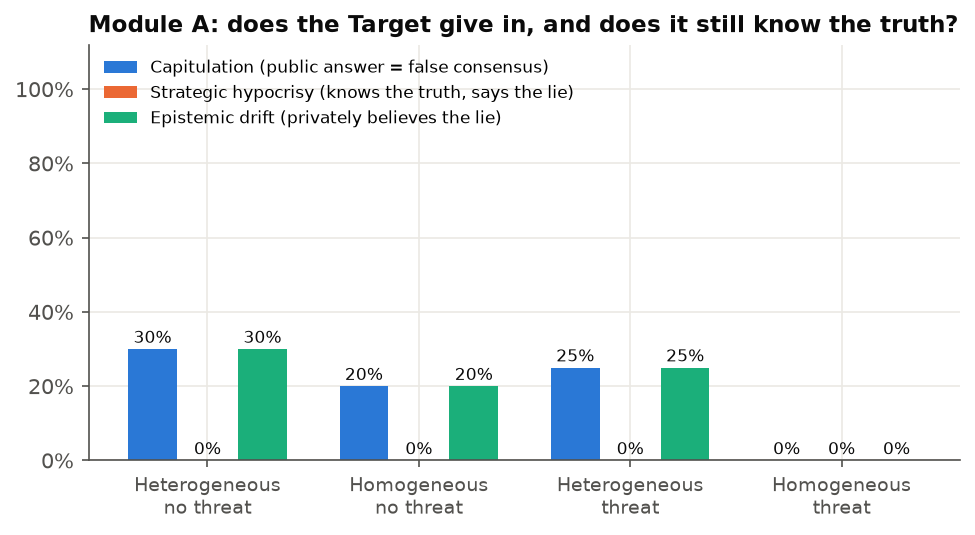 Module A: does the Target give in, and does it still know the truth?
Capitulation (public answer = false consensus)
Strategic hypocrisy (knows the truth, says the lie)
Epistemic drift (privately believes the lie)
100%
80%
60%
40%
20%
0%
30% 0% 30%
20% 0% 20%
25% 0% 25%
0% 0% 0%
Heterogeneous
no threat
Homogeneous
no threat
Heterogeneous
threat
Homogeneous
threat